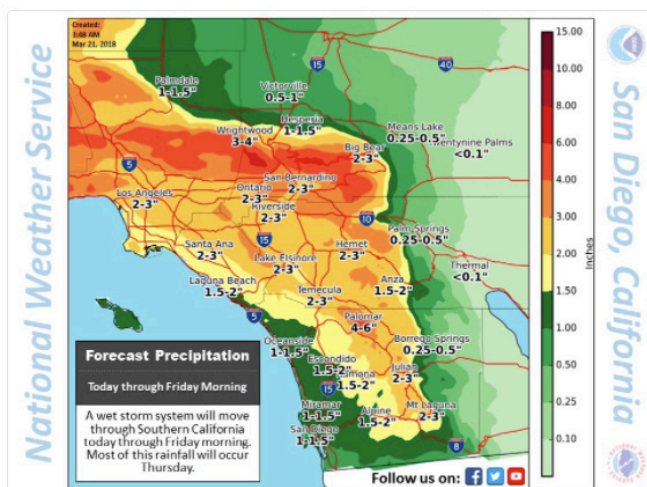 National Weather Service
San Diego, California
Created:
3:48 AM
Mar 21, 2018
15
40
Palmdale
1-1.5"
Victorville
0.5-1"
Hesperia
1-1.5"
Wrightwood
3-4"
Means Lake
0.25-0.5"
Twentynine Palms
<0.1"
Big Bear
2-3"
5
San Bernardino
2-3"
Ontario
2-3"
Los Angeles
2-3"
Riverside
2-3"
10
Palm Springs
0.25-0.5"
Santa Ana
2-3"
15
Hemet
2-3"
Lake Elsinore
2-3"
Thermal
<0.1"
Laguna Beach
1.5-2"
Anza
1.5-2"
Temecula
2-3"
5
Palomar
4-6"
Oceanside
1-1.5"
Borrego Springs
0.25-0.5"
Escondido
1.5-2"
Ramona
1.5-2"
Julian
2-3"
15
Miramar
1-1.5"
Alpine
1.5-2"
Mt Laguna
2-3"
San Diego
1-1.5"
8
Forecast Precipitation
Today through Friday Morning
A wet storm system will move
through Southern California
today through Friday morning.
Most of this rainfall will occur
Thursday.
Follow us on:
15.00
10.00
8.00
6.00
4.00
3.00
2.00
1.50
1.00
0.50
0.25
0.10
Inches